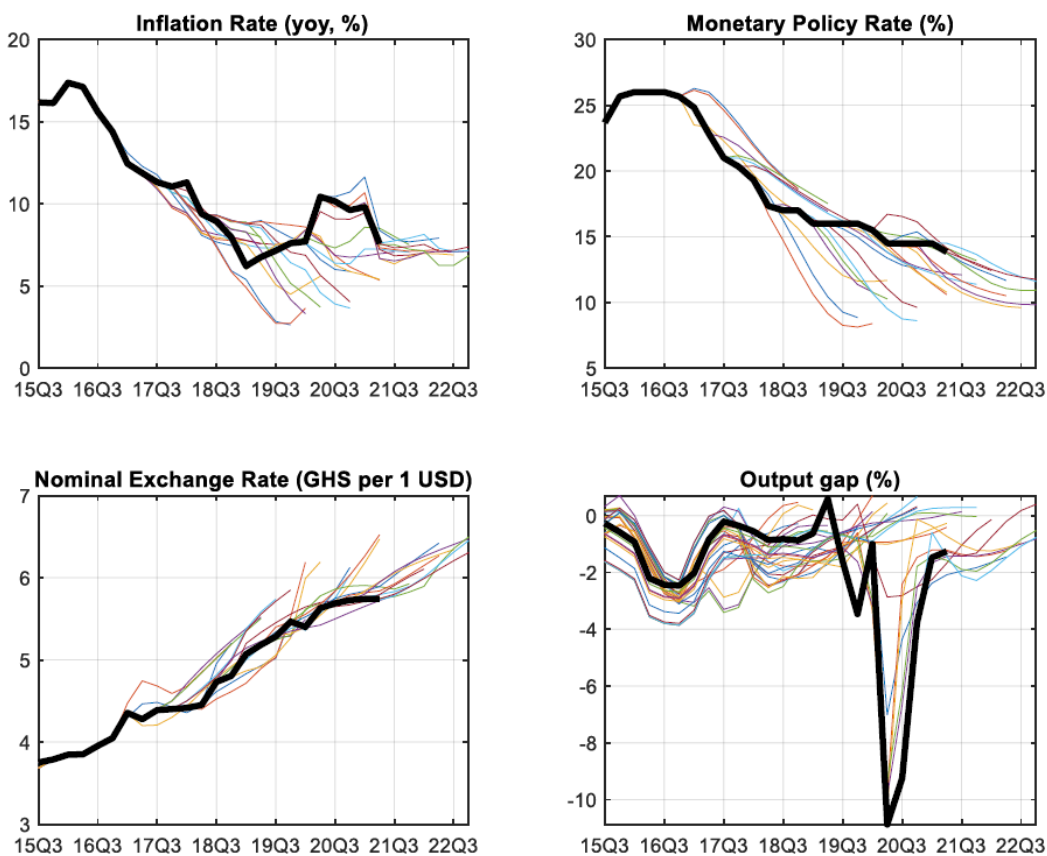 Inflation Rate (yoy, %)
20
15
10
5
0
15Q3 16Q3 17Q3 18Q3 19Q3 20Q3 21Q3 22Q3
Monetary Policy Rate (%)
30
25
20
15
10
5
15Q3 16Q3 17Q3 18Q3 19Q3 20Q3 21Q3 22Q3
Nominal Exchange Rate (GHS per 1 USD)
7
6
5
4
3
15Q3 16Q3 17Q3 18Q3 19Q3 20Q3 21Q3 22Q3
Output gap (%)
0
-2
-4
-6
-8
-10
15Q3 16Q3 17Q3 18Q3 19Q3 20Q3 21Q3 22Q3